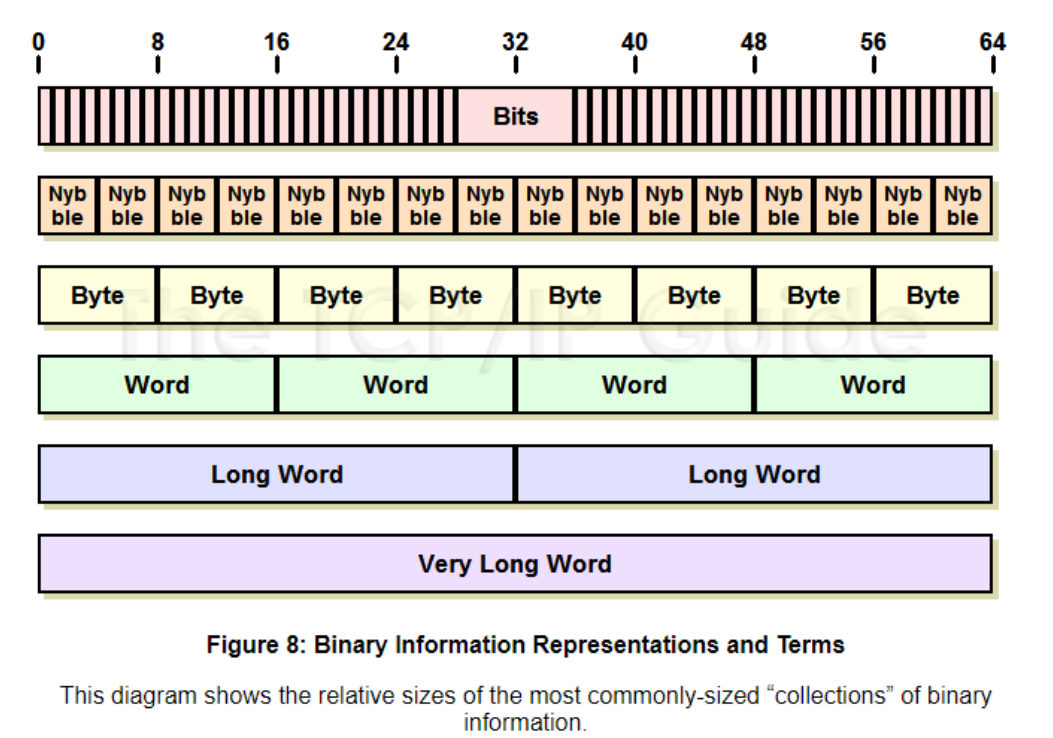 0 8 16 24 32 40 48 56 64
Bits
Nyb Nyb Nyb Nyb Nyb Nyb Nyb Nyb Nyb Nyb Nyb Nyb Nyb Nyb Nyb Nyb
ble ble ble ble ble ble ble ble ble ble ble ble ble ble ble ble
Byte Byte Byte Byte Byte Byte Byte Byte
The TCP/IP Guide
Word Word Word Word
Long Word Long Word
Very Long Word
Figure 8: Binary Information Representations and Terms
This diagram shows the relative sizes of the most commonly-sized “collections” of binary
information.